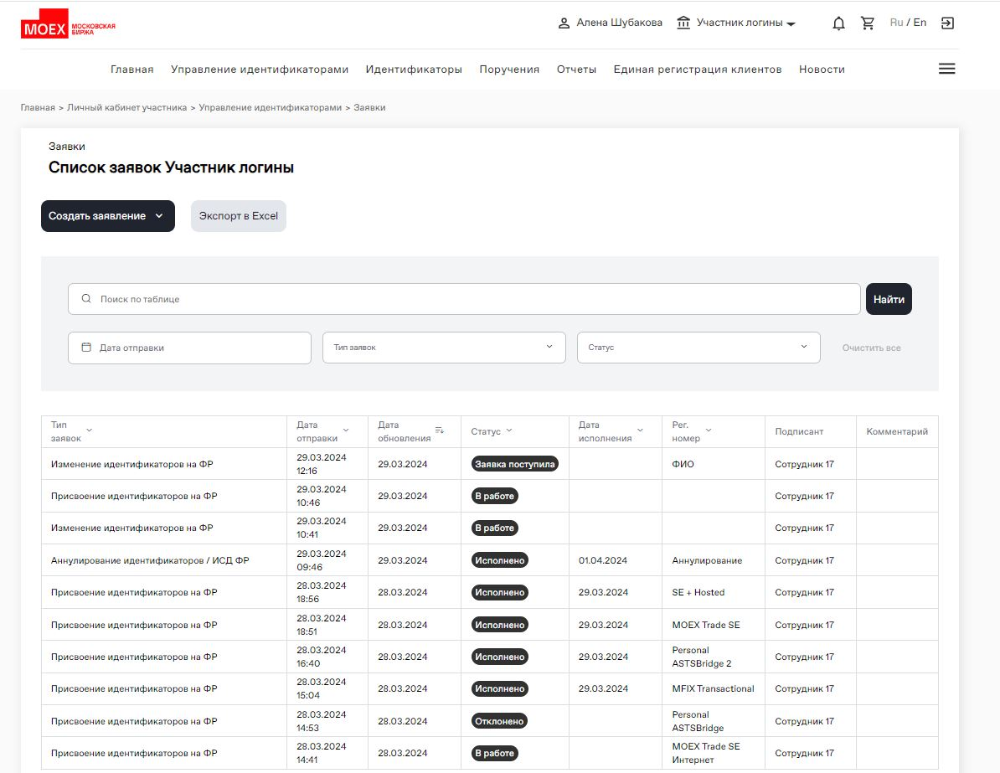 MOEX МОСКОВСКАЯ
БИРЖА
Алена Шубакова Участник логины Ru / En
Главная Управление идентификаторами Идентификаторы Поручения Отчеты Единая регистрация клиентов Новости
Главная > Личный кабинет участника > Управление идентификаторами > Заявки
Заявки
Список заявок Участник логины
Создать заявление Экспорт в Excel
Поиск по таблице Найти
Дата отправки Тип заявок Статус Очистить все
Тип заявок Дата отправки Дата обновления Статус Дата исполнения Рег. номер Подписант Комментарий
Изменение идентификаторов на ФР 29.03.2024 12:16 29.03.2024 Заявка поступила ФИО Сотрудник 17
Присвоение идентификаторов на ФР 29.03.2024 10:46 29.03.2024 В работе Сотрудник 17
Изменение идентификаторов на ФР 29.03.2024 10:41 29.03.2024 В работе Сотрудник 17
Аннулирование идентификаторов / ИСД ФР 29.03.2024 09:46 29.03.2024 Исполнено 01.04.2024 Аннулирование Сотрудник 17
Присвоение идентификаторов на ФР 28.03.2024 18:56 28.03.2024 Исполнено 29.03.2024 SE + Hosted Сотрудник 17
Присвоение идентификаторов на ФР 28.03.2024 18:51 28.03.2024 Исполнено 29.03.2024 MOEX Trade SE Сотрудник 17
Присвоение идентификаторов на ФР 28.03.2024 16:40 28.03.2024 Исполнено 29.03.2024 Personal ASTSBridge 2 Сотрудник 17
Присвоение идентификаторов на ФР 28.03.2024 15:04 28.03.2024 Исполнено 29.03.2024 MFIX Transactional Сотрудник 17
Присвоение идентификаторов на ФР 28.03.2024 14:53 28.03.2024 Отклонено Personal ASTSBridge Сотрудник 17
Присвоение идентификаторов на ФР 28.03.2024 14:41 28.03.2024 В работе MOEX Trade SE Интернет Сотрудник 17